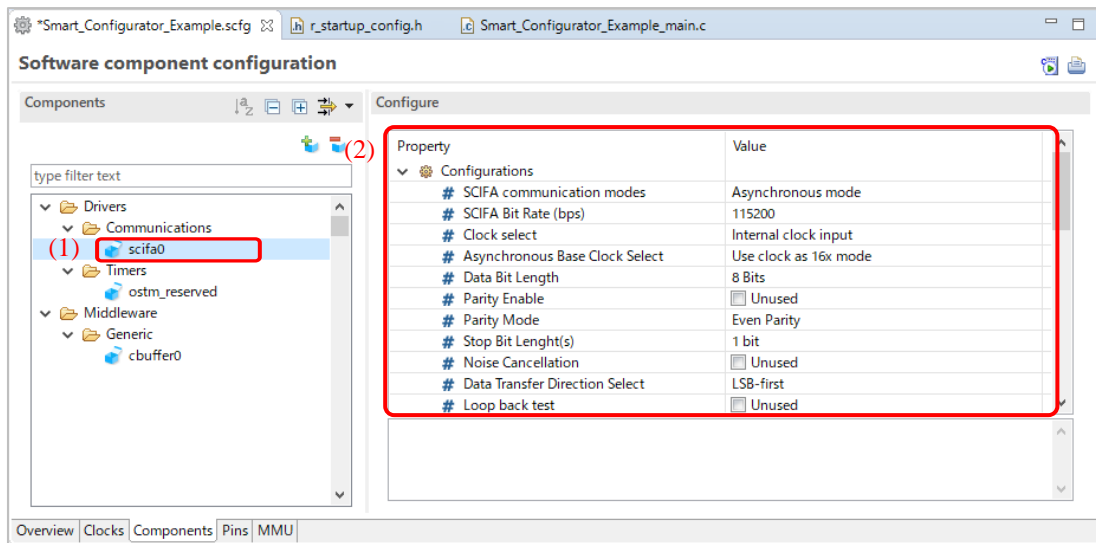 *Smart_Configurator_Example.scfg r_startup_config.h Smart_Configurator_Example_main.c
Software component configuration
Components
type filter text
Drivers
Communications
(1) scifa0
Timers
ostm_reserved
Middleware
Generic
cbuffer0
Configure
(2)
Property Value
Configurations
# SCIFA communication modes Asynchronous mode
# SCIFA Bit Rate (bps) 115200
# Clock select Internal clock input
# Asynchronous Base Clock Select Use clock as 16x mode
# Data Bit Length 8 Bits
# Parity Enable Unused
# Parity Mode Even Parity
# Stop Bit Lenght(s) 1 bit
# Noise Cancellation Unused
# Data Transfer Direction Select LSB-first
# Loop back test Unused
Overview Clocks Components Pins MMU